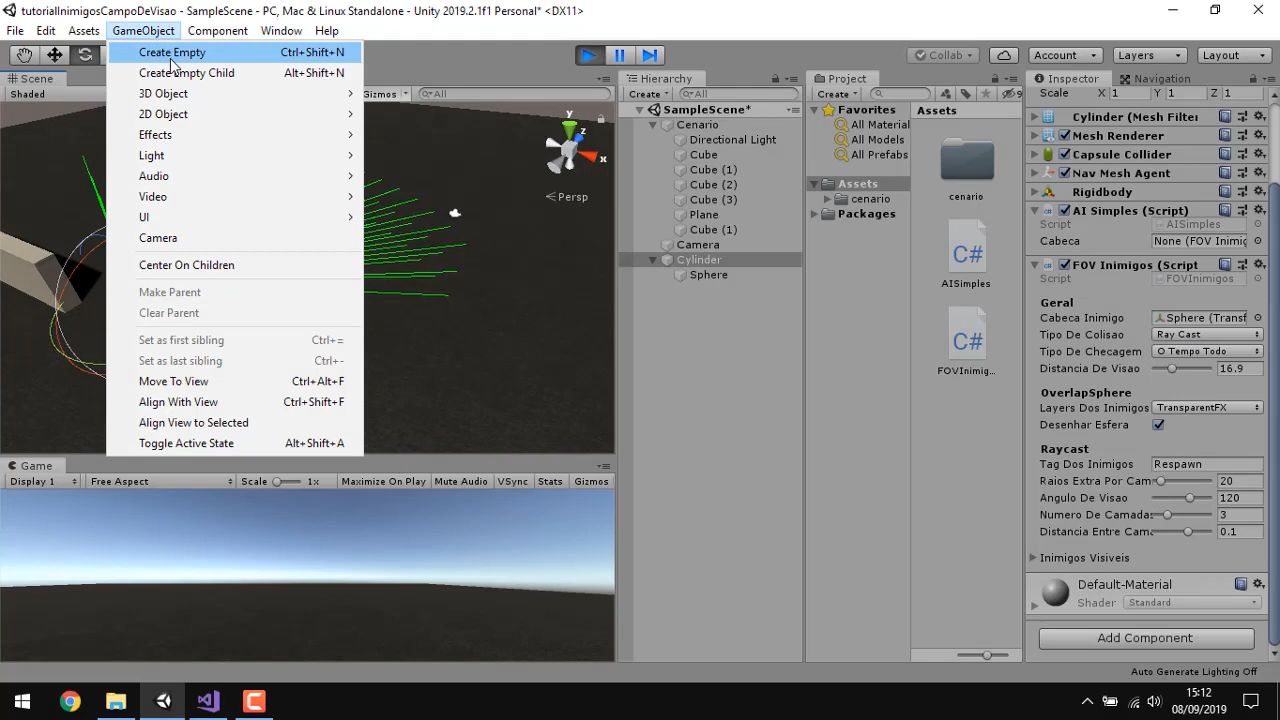 tutorialInimigosCampoDeVisao - SampleScene - PC, Mac & Linux Standalone - Unity 2019.2.1f1 Personal* <DX11>
File Edit Assets GameObject Component Window Help
Collab Account Layers Layout
Create Empty Ctrl+Shift+N
Create Empty Child Alt+Shift+N
3D Object
2D Object
Effects
Light
Audio
Video
UI
Camera
Center On Children
Make Parent
Clear Parent
Set as first sibling Ctrl+=
Set as last sibling Ctrl+-
Move To View Ctrl+Alt+F
Align With View Ctrl+Shift+F
Align View to Selected
Toggle Active State Alt+Shift+A
Scene
Shaded
Gizmos All
y
z
x
Persp
Game
Display 1 Free Aspect Scale 1x Maximize On Play Mute Audio VSync Stats Gizmos
Hierarchy
Create All
SampleScene*
Cenario
Directional Light
Cube
Cube (1)
Cube (2)
Cube (3)
Plane
Cube (1)
Camera
Cylinder
Sphere
Project
Create 9
Favorites
All Material
All Models
All Prefabs
Assets
cenario
Packages
Assets
cenario
C#
AISimples
C#
FOVInimig...
Inspector Navigation
Scale X 1 Y 1 Z 1
Cylinder (Mesh Filter
Mesh Renderer
Capsule Collider
Nav Mesh Agent
Rigidbody
AI Simples (Script)
Script AISimples
Cabeca None (FOV Inimig
FOV Inimigos (Script
Script FOVInimigos
Geral
Cabeca Inimigo Sphere (Transf
Tipo De Colisao Ray Cast
Tipo De Checagem Tempo Todo
Distancia De Visao 16.9
OverlapSphere
Layers Dos Inimigos TransparentFX
Desenhar Esfera
Raycast
Tag Dos Inimigos Respawn
Raios Extra Por Cam 20
Angulo De Visao 120
Numero De Camadas 3
Distancia Entre Cama 0.1
Inimigos Visiveis
Default-Material
Shader Standard
Add Component
Auto Generate Lighting Off
15:12
08/09/2019